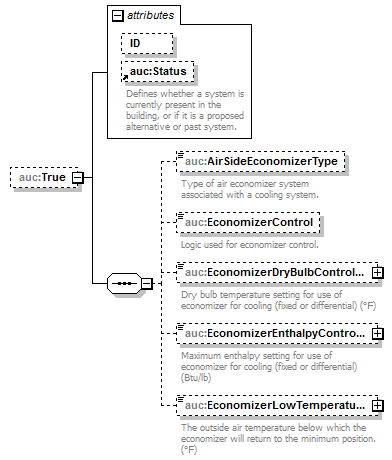 attributes
ID
auc:Status
Defines whether a system is
currently present in the
building, or if it is a proposed
alternative or past system.
auc:True
auc:AirSideEconomizerType
Type of air economizer system
associated with a cooling system.
auc:EconomizerControl
Logic used for economizer control.
auc:EconomizerDryBulbControl...
Dry bulb temperature setting for use of
economizer for cooling (fixed or differential) (°F)
auc:EconomizerEnthalpyContro...
Maximum enthalpy setting for use of
economizer for cooling (fixed or differential)
(Btu/lb)
auc:EconomizerLowTemperatu...
The outside air temperature below which the
economizer will return to the minimum position.
(°F)